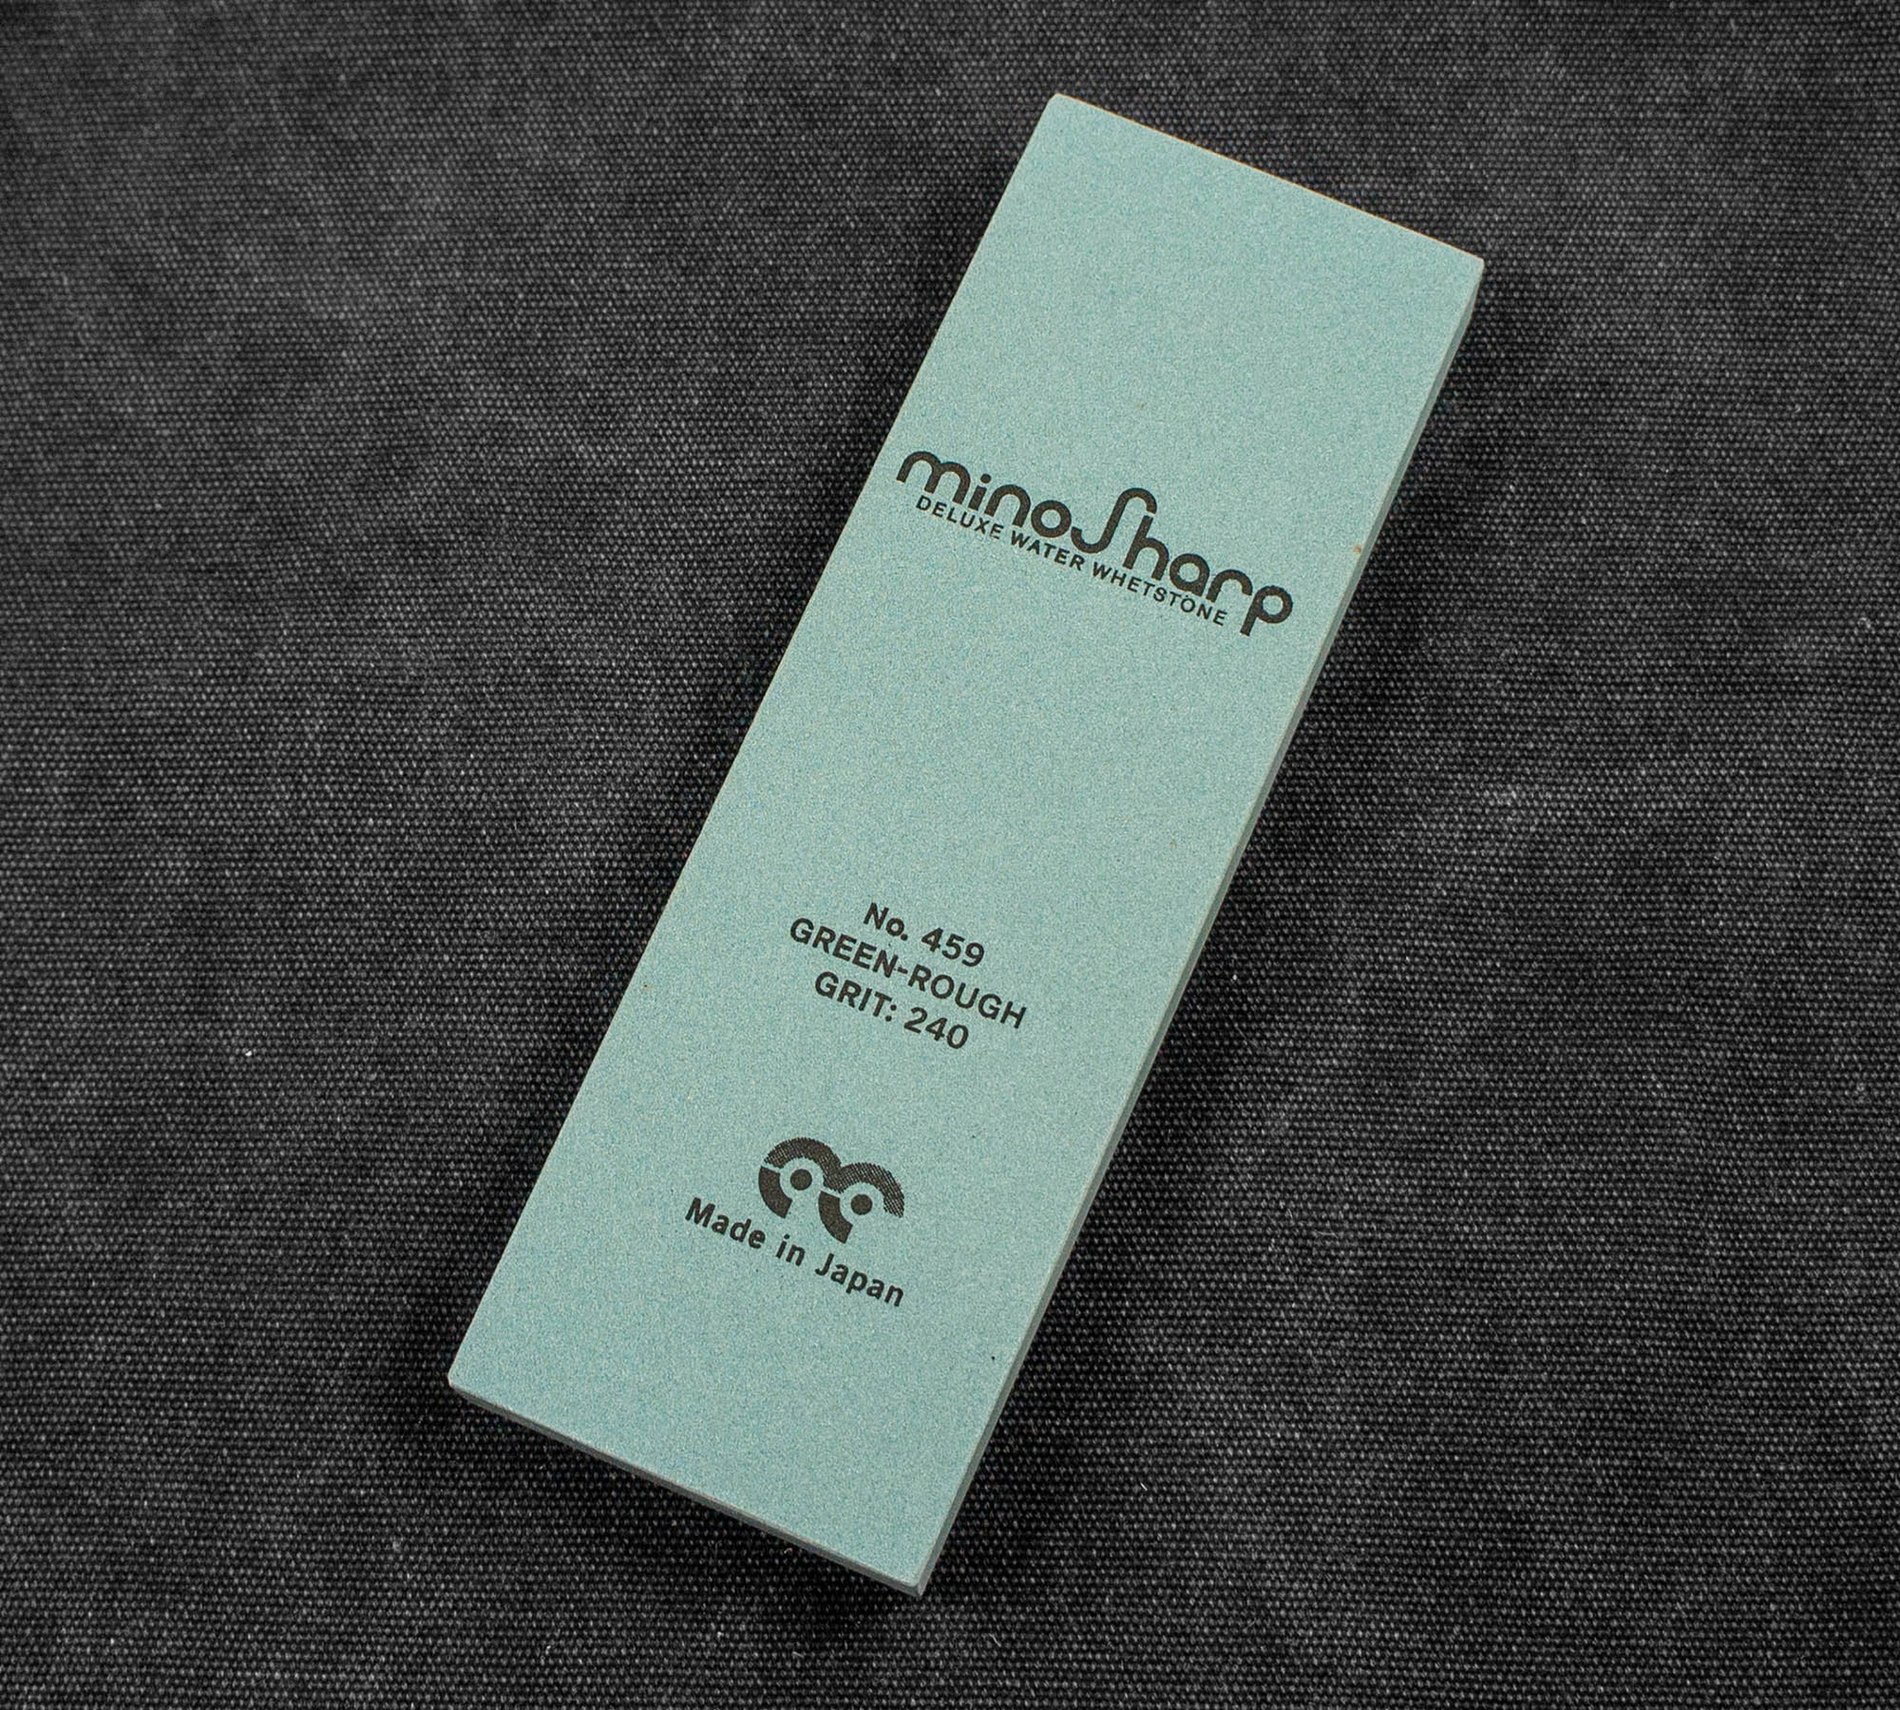 minoSharp
DELUXE WATER WHETSTONE
No. 459
GREEN-ROUGH
GRIT: 240
Made in Japan